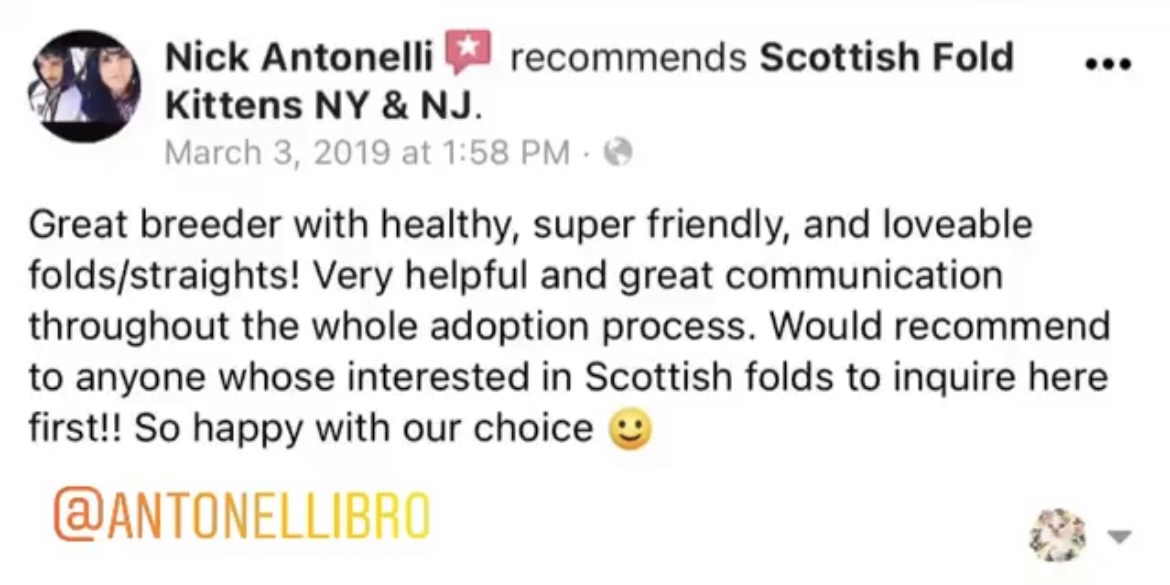 Nick Antonelli recommends Scottish Fold
Kittens NY & NJ.
March 3, 2019 at 1:58 PM ·
Great breeder with healthy, super friendly, and loveable
folds/straights! Very helpful and great communication
throughout the whole adoption process. Would recommend
to anyone whose interested in Scottish folds to inquire here
first!! So happy with our choice 🙂
@ANTONELLIBRO